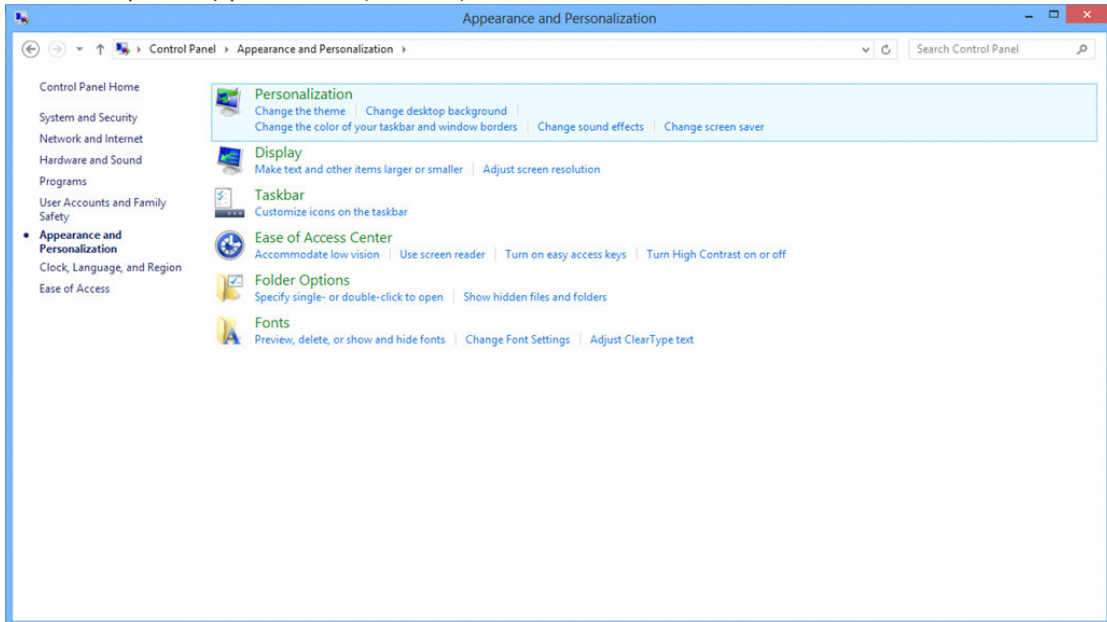 Appearance and Personalization
Control Panel Appearance and Personalization
Search Control Panel
Control Panel Home
System and Security
Network and Internet
Hardware and Sound
Programs
User Accounts and Family
Safety
Appearance and
Personalization
Clock, Language, and Region
Ease of Access
Personalization
Change the theme Change desktop background
Change the color of your taskbar and window borders Change sound effects Change screen saver
Display
Make text and other items larger or smaller Adjust screen resolution
Taskbar
Customize icons on the taskbar
Ease of Access Center
Accommodate low vision Use screen reader Turn on easy access keys Turn High Contrast on or off
Folder Options
Specify single- or double-click to open Show hidden files and folders
Fonts
Preview, delete, or show and hide fonts Change Font Settings Adjust ClearType text